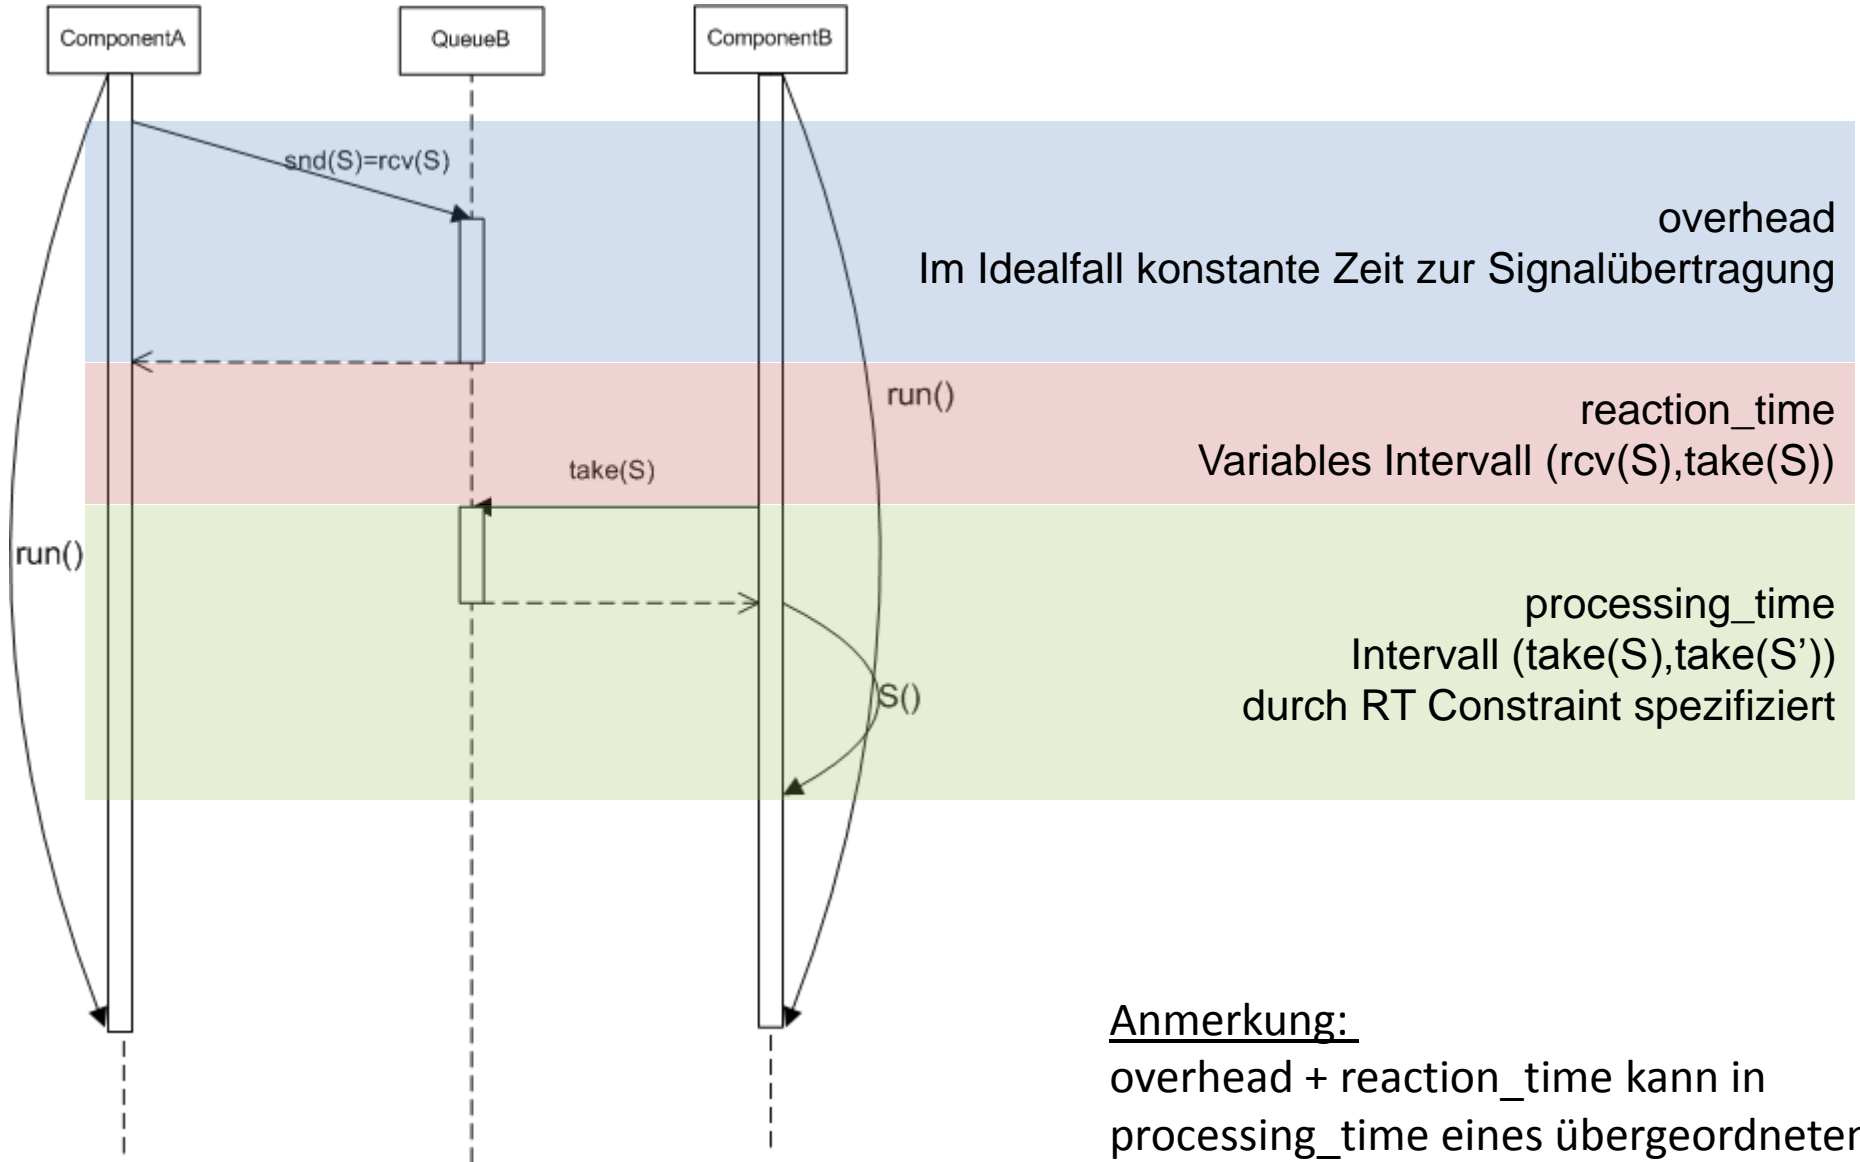 ComponentA
QueueB
ComponentB
snd(S)=rcv(S)
overhead
Im Idealfall konstante Zeit zur Signalübertragung
run()
reaction_time
Variables Intervall (rcv(S),take(S))
take(S)
run()
processing_time
Intervall (take(S),take(S’))
durch RT Constraint spezifiziert
S()
Anmerkung:
overhead + reaction_time kann in
processing_time eines